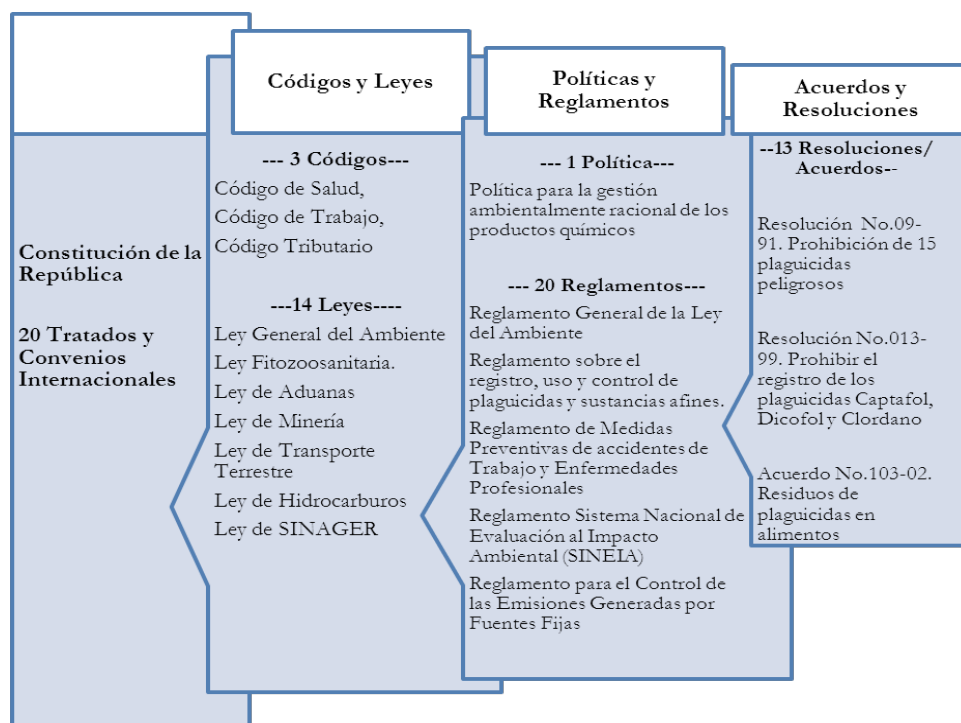 Constitución de la
República
20 Tratados y
Convenios
Internacionales
Códigos y Leyes
--- 3 Códigos---
Código de Salud,
Código de Trabajo,
Código Tributario
---14 Leyes----
Ley General del Ambiente
Ley Fitozoosanitaria.
Ley de Aduanas
Ley de Minería
Ley de Transporte
Terrestre
Ley de Hidrocarburos
Ley de SINAGER
Políticas y
Reglamentos
--- 1 Política---
Política para la gestión
ambientalmente racional de los
productos químicos
--- 20 Reglamentos---
Reglamento General de la Ley
del Ambiente
Reglamento sobre el
registro, uso y control de
plaguicidas y sustancias afines.
Reglamento de Medidas
Preventivas de accidentes de
Trabajo y Enfermedades
Profesionales
Reglamento Sistema Nacional de
Evaluación al Impacto
Ambiental (SINEIA)
Reglamento para el Control de
las Emisiones Generadas por
Fuentes Fijas
Acuerdos y
Resoluciones
--13 Resoluciones/
Acuerdos--
Resolución No.09-
91. Prohibición de 15
plaguicidas
peligrosos
Resolución No.013-
99. Prohibir el
registro de los
plaguicidas Captafol,
Dicofol y Clordano
Acuerdo No.103-02.
Residuos de
plaguicidas en
alimentos